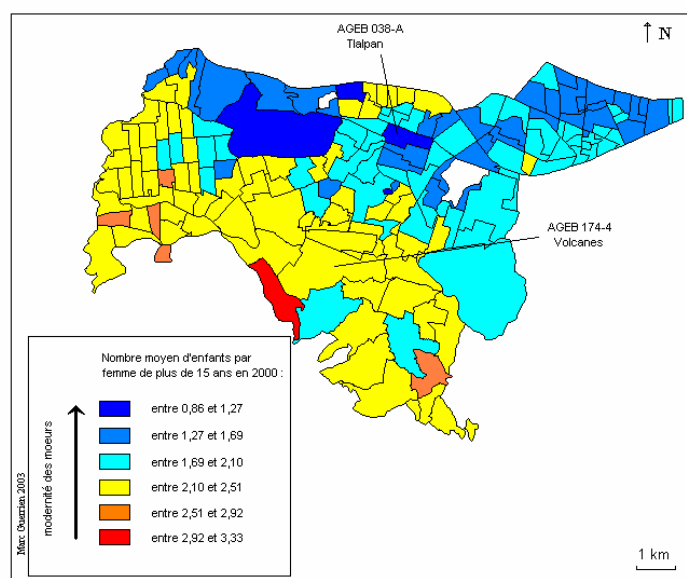 AGEB 038-A
Tlalpan
↑ N
AGEB 174-4
Volcanes
Nombre moyen d'enfants par
femme de plus de 15 ans en 2000 :
entre 0,86 et 1,27
entre 1,27 et 1,69
entre 1,69 et 2,10
entre 2,10 et 2,51
entre 2,51 et 2,92
entre 2,92 et 3,33
modernité des moeurs
Marc Guerrien 2003
1 km